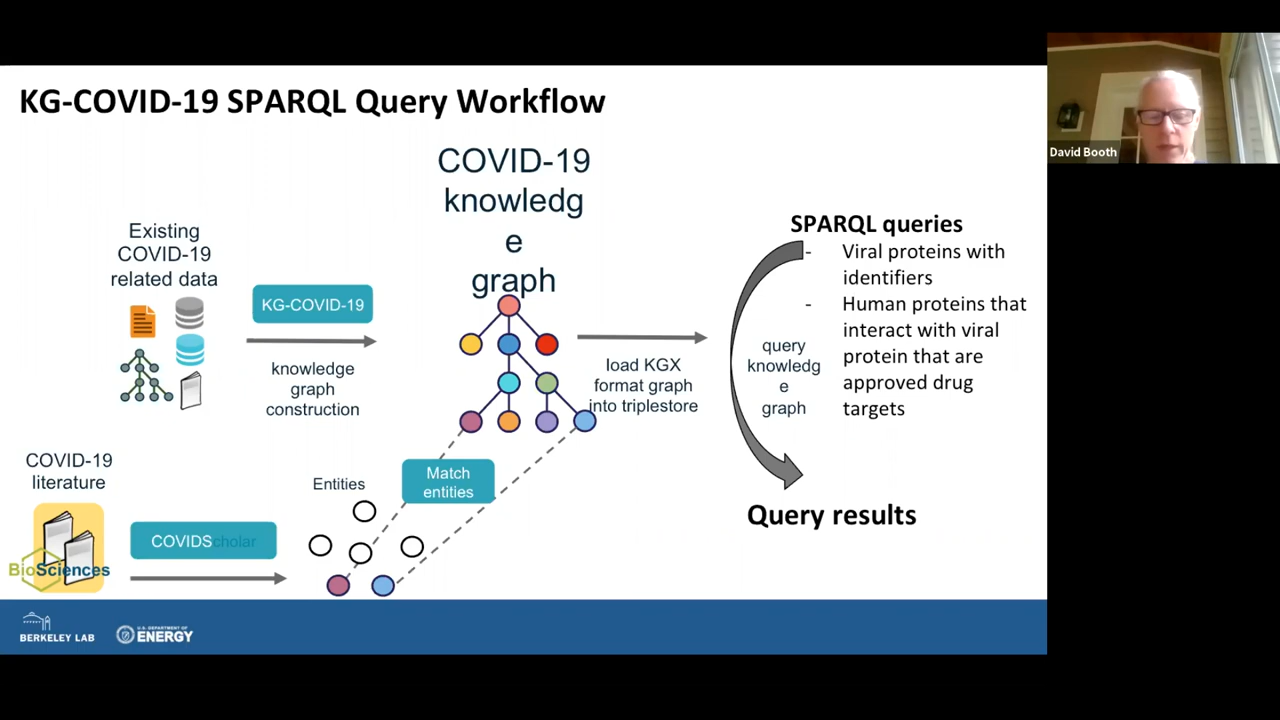 KG-COVID-19 SPARQL Query Workflow
David Booth
COVID-19
knowledg
e
graph
Existing
COVID-19
related data
KG-COVID-19
knowledge
graph
construction
load KGX
format graph
into triplestore
SPARQL queries
- Viral proteins with
identifiers
- Human proteins that
interact with viral
protein that are
approved drug
targets
query
knowledg
e
graph
Query results
COVID-19
literature
BioSciences
COVIDScholar
Entities
Match
entities
BERKELEY LAB
U.S. DEPARTMENT OF
ENERGY